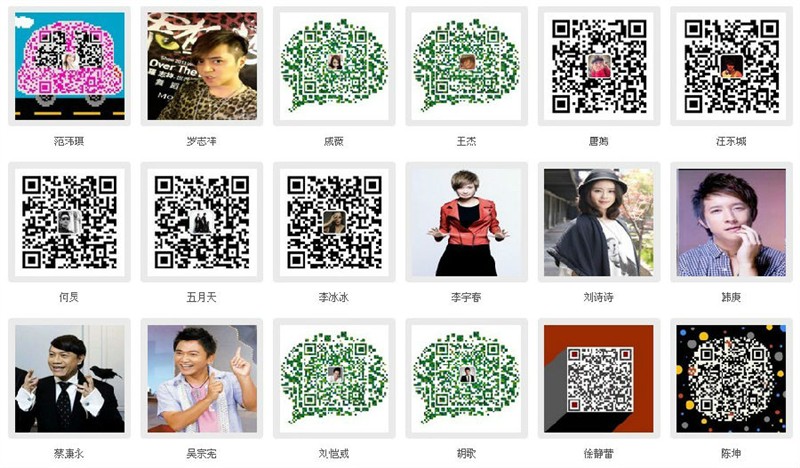 Over The
范玮琪 罗志祥 戚薇 王杰 唐嫣 汪东城
何炅 五月天 李冰冰 李宇春 刘诗诗 韩庚
蔡康永 吴宗宪 刘恺威 胡歌 徐静蕾 陈坤